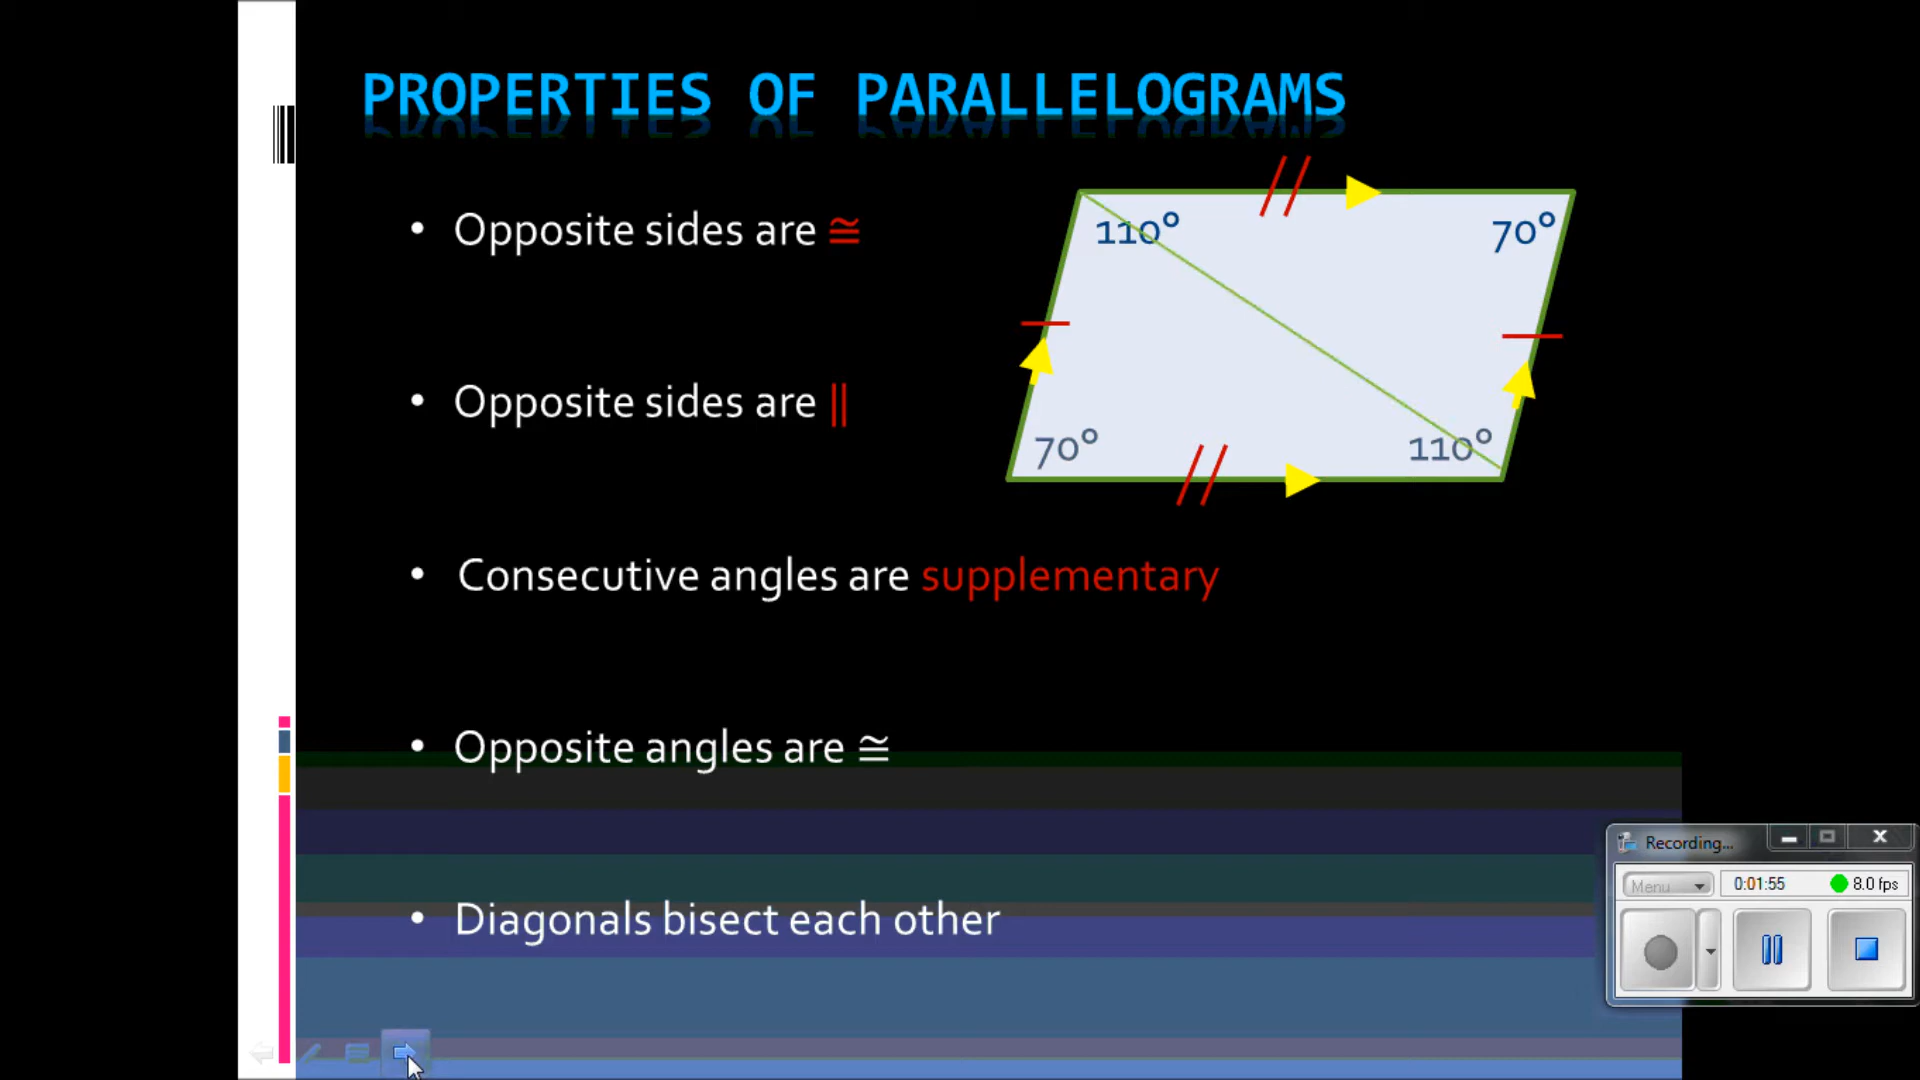 PROPERTIES OF PARALLELOGRAMS
• Opposite sides are ≅
110° 70°
• Opposite sides are ||
70° 110°
• Consecutive angles are supplementary
• Opposite angles are ≅
• Diagonals bisect each other
Recording...
Menu 0:01:55 8.0 fps